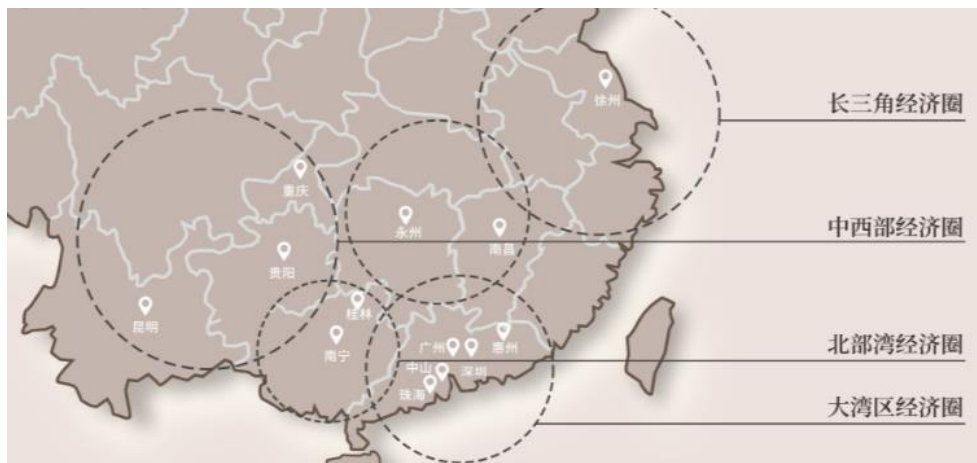 徐州
长三角经济圈
重庆
永州
南昌
中西部经济圈
贵阳
昆明
桂林
南宁
广州
深圳
惠州
北部湾经济圈
中山
珠海
大湾区经济圈